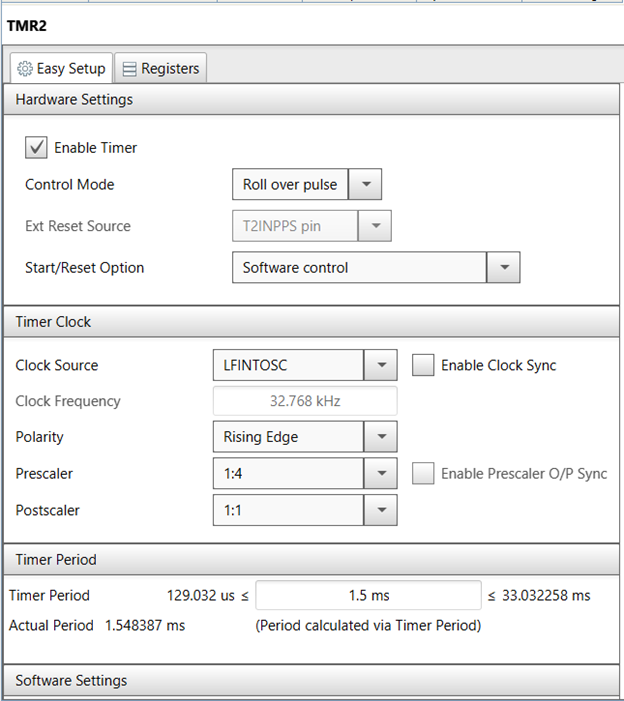 TMR2
Easy Setup Registers
Hardware Settings
Enable Timer
Control Mode Roll over pulse
Ext Reset Source T2INPPS pin
Start/Reset Option Software control
Timer Clock
Clock Source LFINTOSC Enable Clock Sync
Clock Frequency 32.768 kHz
Polarity Rising Edge
Prescaler 1:4 Enable Prescaler O/P Sync
Postscaler 1:1
Timer Period
Timer Period 129.032 us ≤ 1.5 ms ≤ 33.032258 ms
Actual Period 1.548387 ms (Period calculated via Timer Period)
Software Settings